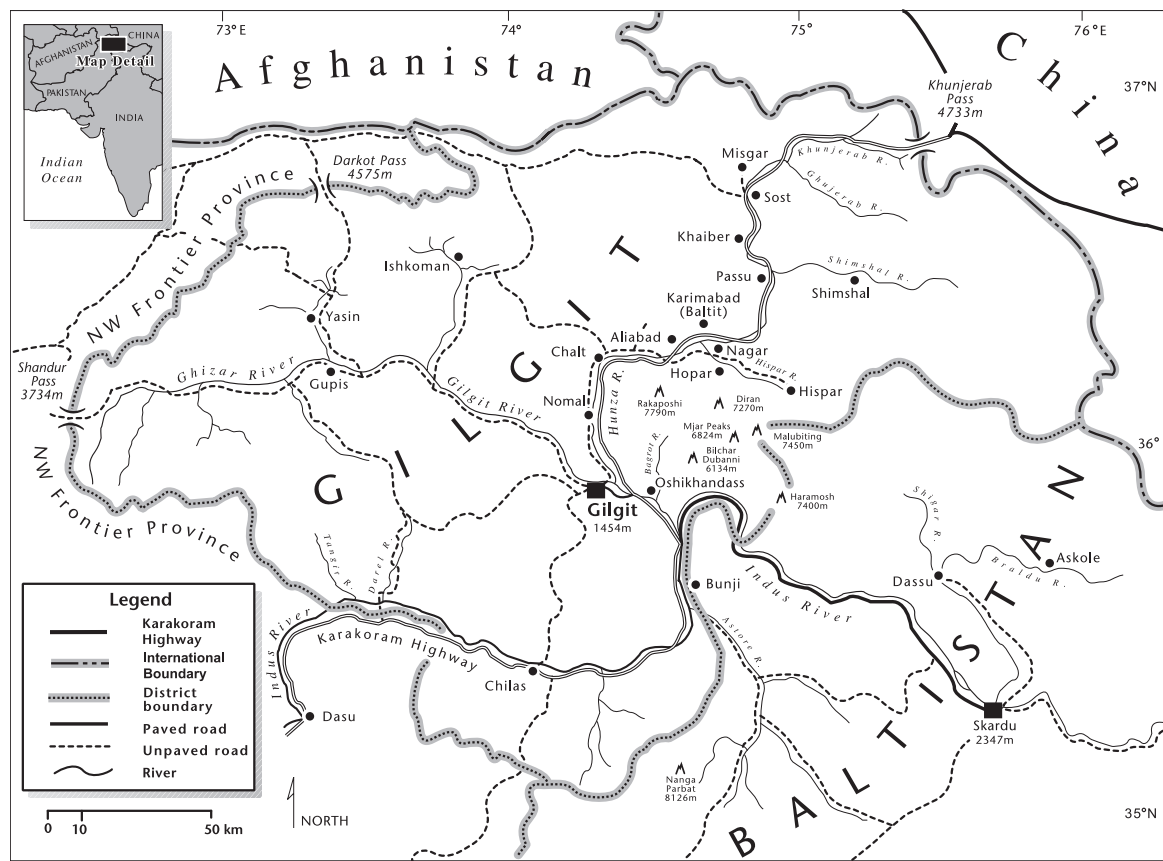 73°E
74°
75°
76°
AFGHANISTAN
CHINA
Map Detail
PAKISTAN
INDIA
Indian
Ocean
Afghanistan
China
37°N
Khunjerab
Pass
4733m
Darkot Pass
4575m
Misgar
Khunjerab R.
Ghujerab R.
Sost
NW Frontier Province
Khaiber
Ishkoman
Passu
Shimshal R.
Shimshal
Karimabad
(Baltit)
Yasin
Aliabad
Chalt
Nagar
Shandur
Pass
3734m
Ghizar River
Gupis
Hopar
Hispar R.
Hispar
Gilgit River
Nomal
Hunza R.
Rakaposhi
7790m
Diran
7270m
Mjar Peaks
6824m
Malubiting
7450m
36°
Bilchar
Dubanni
6134m
Bagrot R.
Oshikhandass
Haramosh
7400m
GILGIT
Gilgit
1454m
NW Frontier Province
Shigar R.
Askole
Braldu R.
Dassu
Tangir R.
Darel R.
Bunji
Indus River
Astore R.
Indus River
Karakoram Highway
Chilas
Dasu
Skardu
2347m
Nanga
Parbat
8126m
BALTISTAN
35°N
Legend
Karakoram
Highway
International
Boundary
District
boundary
Paved road
Unpaved road
River
0 10 50 km
NORTH